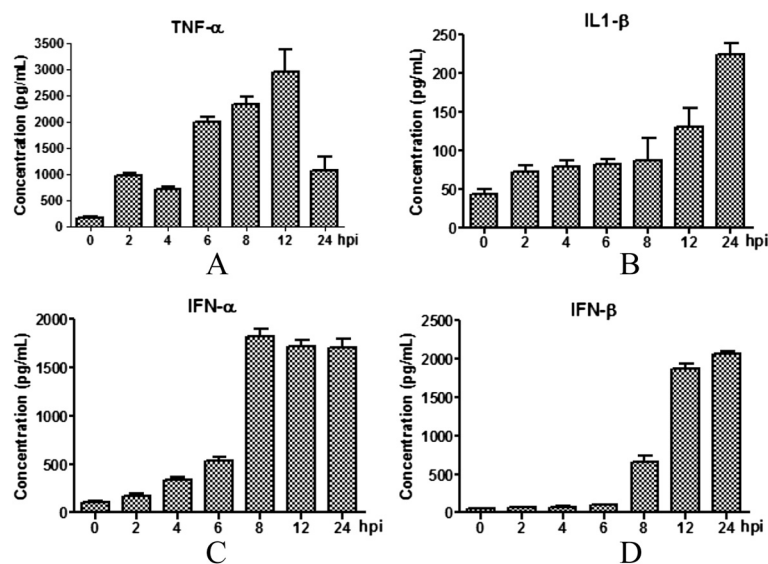 TNF-α
Concentration (pg/mL)
3500
3000
2500
2000
1500
1000
500
0
0 2 4 6 8 12 24 hpi
A
IL1-β
Concentration (pg/mL)
250
200
150
100
50
0
0 2 4 6 8 12 24 hpi
B
IFN-α
Concentration (pg/mL)
2000
1500
1000
500
0
0 2 4 6 8 12 24 hpi
C
IFN-β
Concentration (pg/mL)
2500
2000
1500
1000
500
0
0 2 4 6 8 12 24 hpi
D